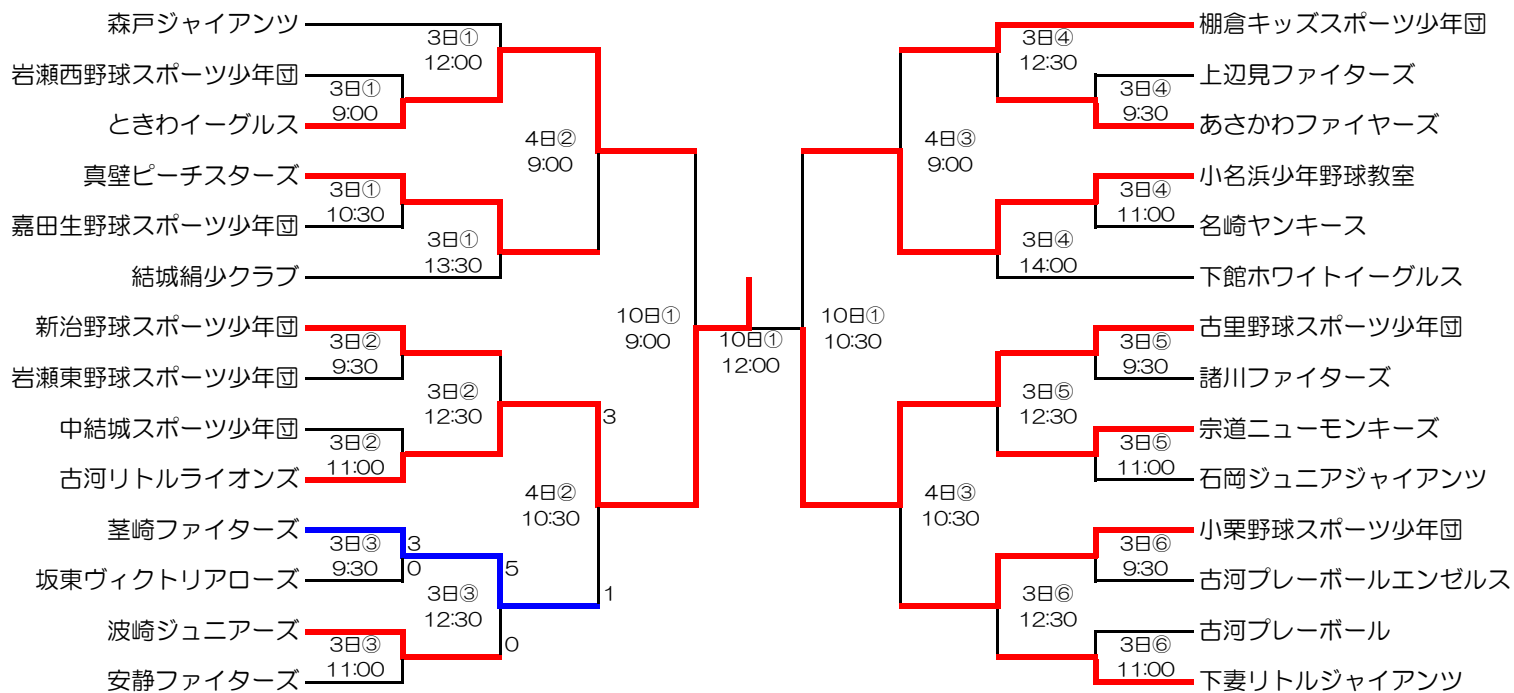 森戸ジャイアンツ
3日①
12:00
岩瀬西野球スポーツ少年団
3日①
9:00
ときわイーグルス
4日②
9:00
真壁ピーチスターズ
3日①
10:30
嘉田生野球スポーツ少年団
3日①
13:30
結城絹少クラブ
新治野球スポーツ少年団
3日②
9:30
岩瀬東野球スポーツ少年団
3日②
12:30
中結城スポーツ少年団
3日②
11:00
古河リトルライオンズ
3
4日②
10:30
茎崎ファイターズ
3日③
9:30
3
0
坂東ヴィクトリアローズ
5
3日③
12:30
0
1
波崎ジュニアーズ
3日③
11:00
安静ファイターズ
10日①
9:00
10日①
12:00
10日①
10:30
棚倉キッズスポーツ少年団
3日④
12:30
上辺見ファイターズ
3日④
9:30
あさかわファイヤーズ
4日③
9:00
小名浜少年野球教室
3日④
11:00
名崎ヤンキース
3日④
14:00
下館ホワイトイーグルス
古里野球スポーツ少年団
3日⑤
9:30
諸川ファイターズ
3日⑤
12:30
宗道ニューモンキーズ
3日⑤
11:00
石岡ジュニアジャイアンツ
4日③
10:30
小栗野球スポーツ少年団
3日⑥
9:30
古河プレーボールエンゼルス
3日⑥
12:30
古河プレーボール
3日⑥
11:00
下妻リトルジャイアンツ